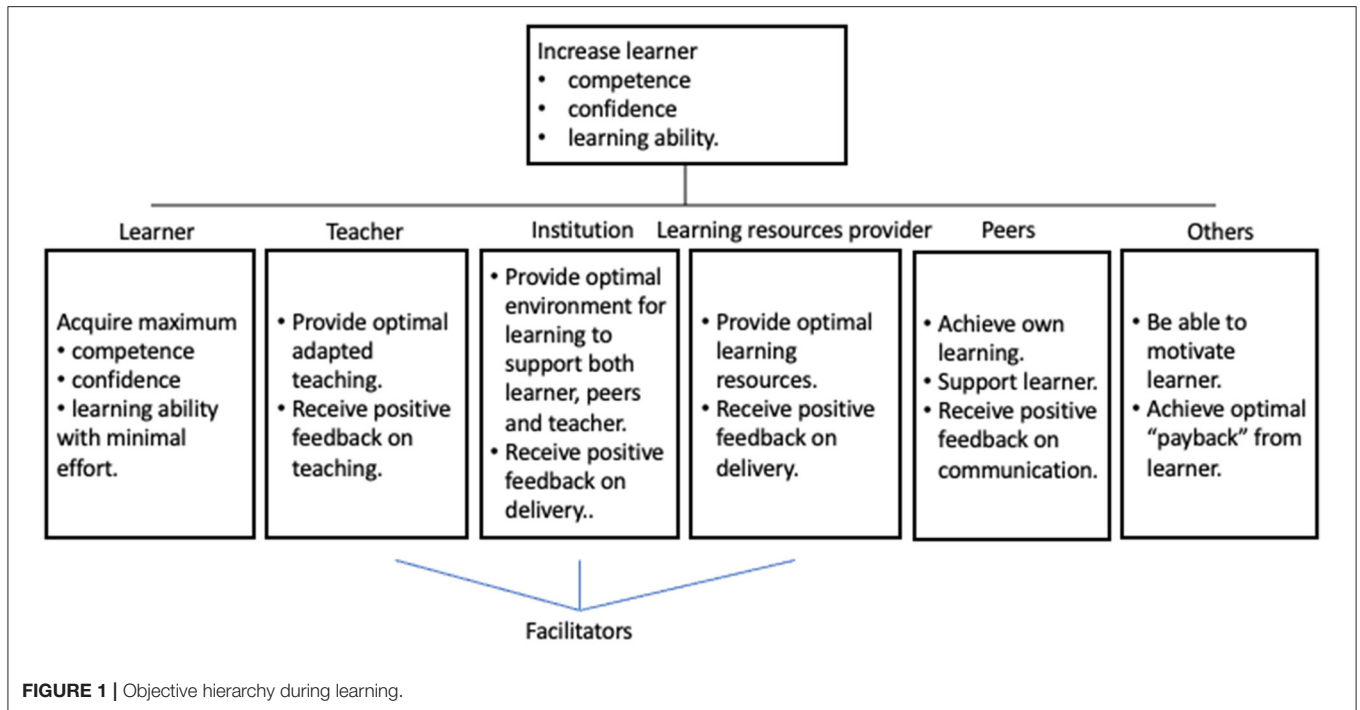 Increase learner
• competence
• confidence
• learning ability.
Learner
Teacher
Institution
Learning resources provider
Peers
Others
Acquire maximum
• competence
• confidence
• learning ability
with minimal
effort.
• Provide optimal
adapted
teaching.
• Receive positive
feedback on
teaching.
• Provide optimal
environment for
learning to
support both
learner, peers
and teacher.
• Receive positive
feedback on
delivery..
• Provide optimal
learning
resources.
• Receive positive
feedback on
delivery.
• Achieve own
learning.
• Support learner.
• Receive positive
feedback on
communication.
• Be able to
motivate
learner.
• Achieve optimal
“payback” from
learner.
Facilitators
FIGURE 1 | Objective hierarchy during learning.